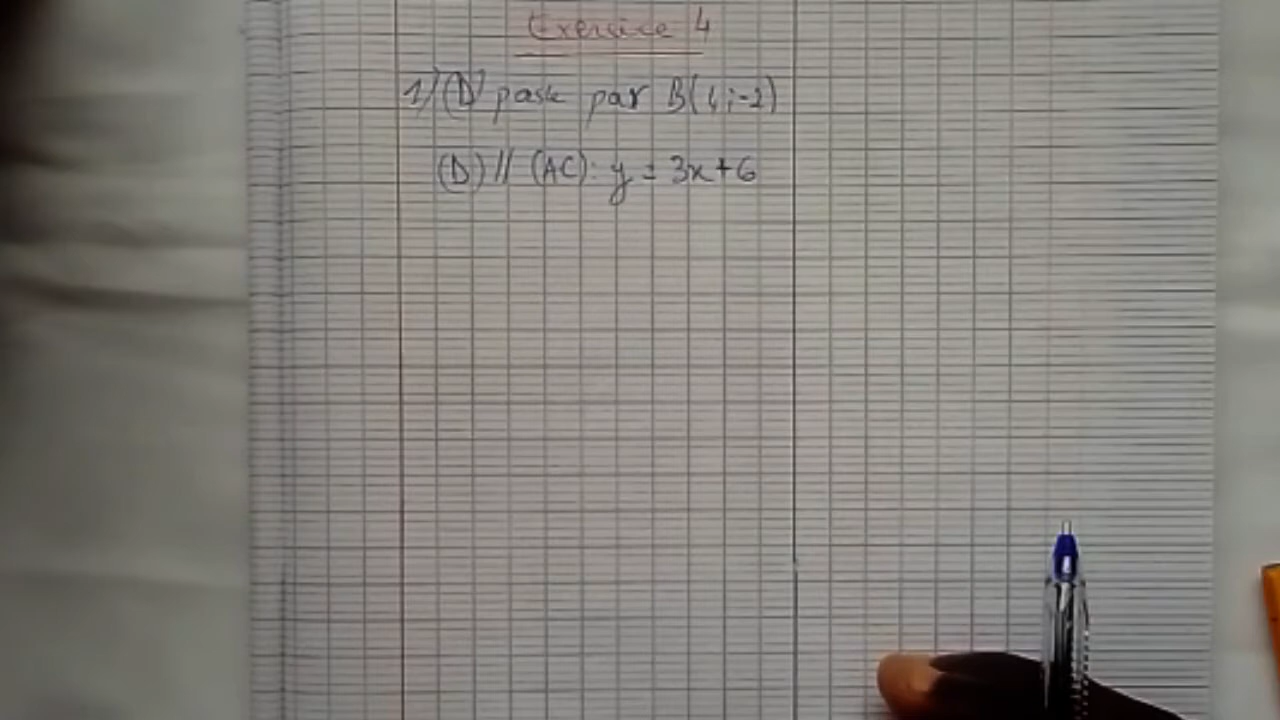 Exercice 4
1) (D) passe par B(4;-2)
(D) // (AC): y = 3x+6